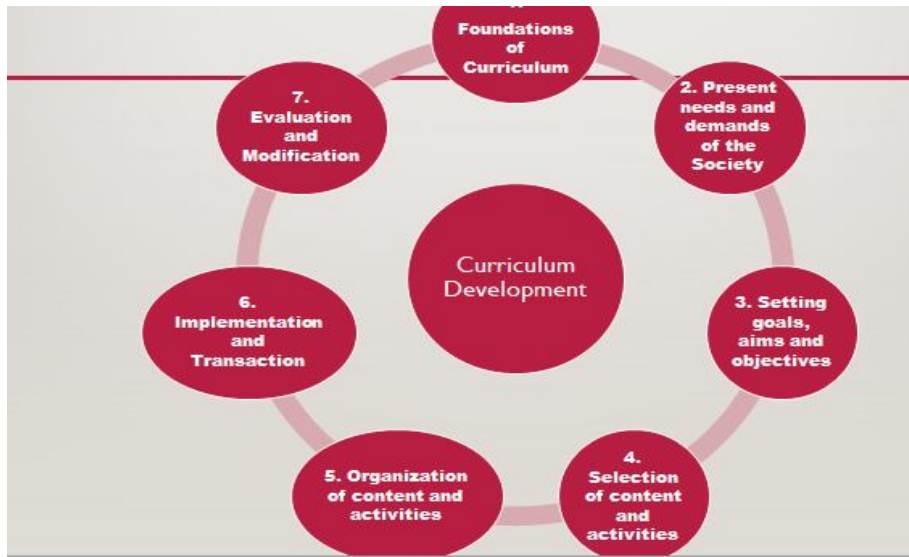 Foundations
of
Curriculum
2. Present
needs and
demands
of the
Society
3. Setting
goals,
aims and
objectives
4.
Selection
of content
and
activities
5. Organization
of content and
activities
6.
Implementation
and
Transaction
7.
Evaluation
and
Modification
Curriculum
Development